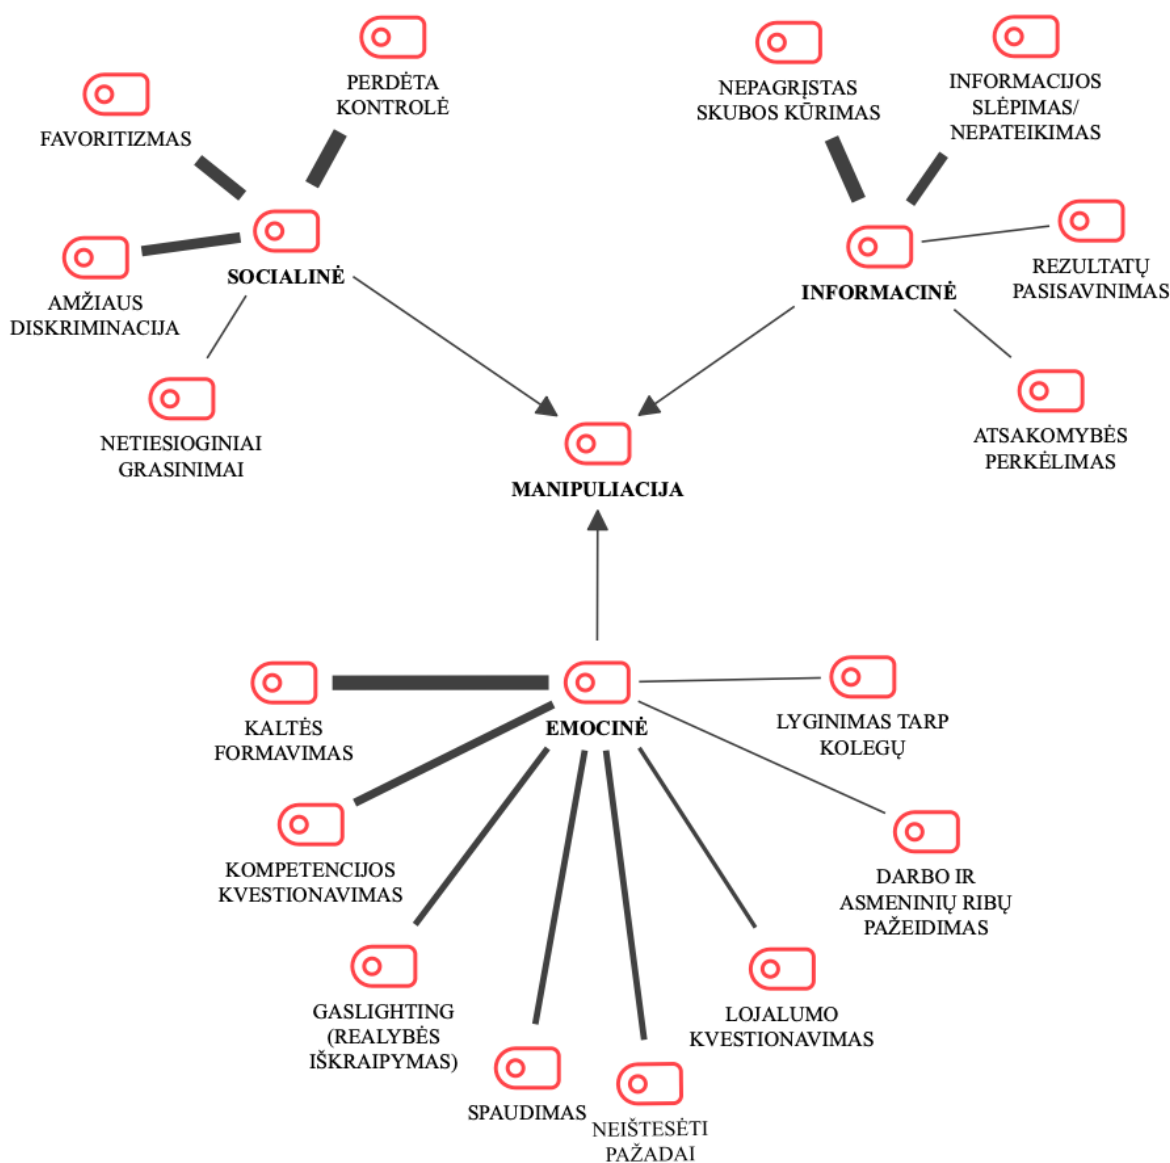 PERDĖTA
KONTROLĖ
FAVORITIZMAS
AMŽIAUS
DISKRIMINACIJA
SOCIALINĖ
NETIESIOGINIAI
GRASINIMAI
NEPAGRĮSTAS
SKUBOS KŪRIMAS
INFORMACIJOS
SLĖPIMAS/
NEPATEIKIMAS
INFORMACINĖ
REZULTATŲ
PASISAVINIMAS
ATSAKOMYBĖS
PERKĖLIMAS
MANIPULIACIJA
EMOCINĖ
KALTĖS
FORMAVIMAS
KOMPETENCIJOS
KVESTIONAVIMAS
GASLIGHTING
(REALYBĖS
IŠKRAIPYMAS)
SPAUDIMAS
NEIŠTESĖTI
PAŽADAI
LOJALUMO
KVESTIONAVIMAS
DARBO IR
ASMENINIŲ RIBŲ
PAŽEIDIMAS
LYGINIMAS TARP
KOLEGŲ